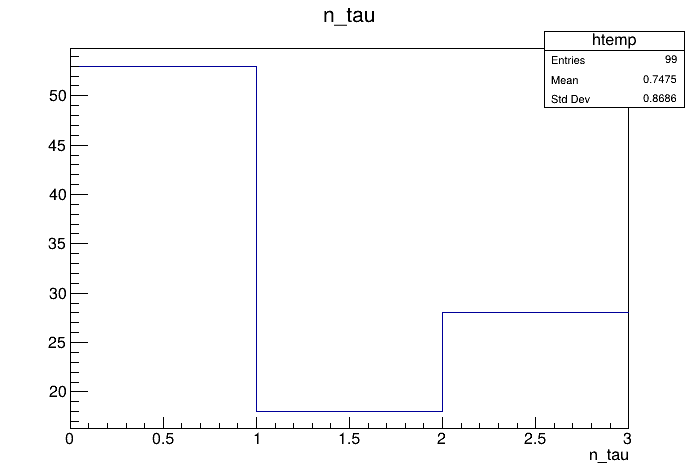 n_tau
htemp
Entries 99
Mean 0.7475
Std Dev 0.8686
50
45
40
35
30
25
20
0 0.5 1 1.5 2 2.5 3
n_tau